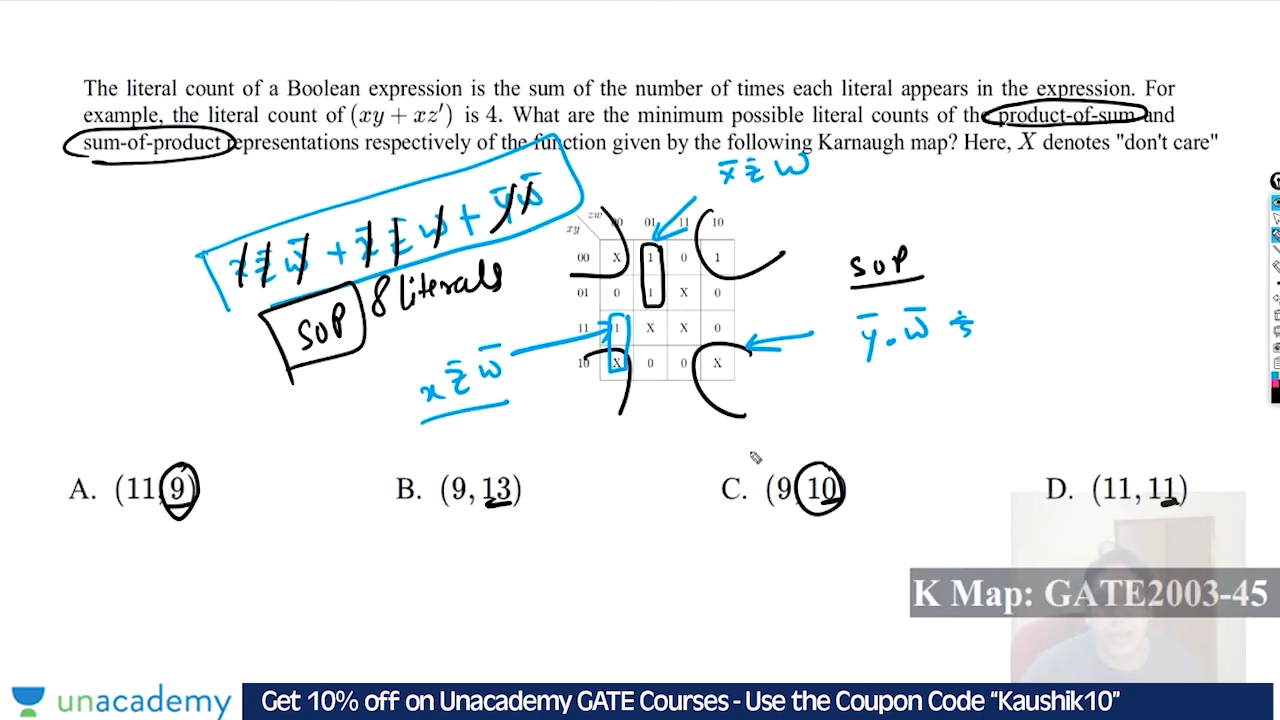 The literal count of a Boolean expression is the sum of the number of times each literal appears in the expression. For
example, the literal count of (xy + xz′) is 4. What are the minimum possible literal counts of the product-of-sum and
sum-of-product representations respectively of the function given by the following Karnaugh map? Here, X denotes "don't care"
x̄ z̄ w
x z̄ w̄ + x̄ z̄ w + ȳ w̄
SOP 8 literals
zw 00 01 11 10
xy
00 X 1 0 1
01 0 1 X 0
11 1 X X 0
10 X 0 0 X
SOP
ȳ . w̄
x z̄ w̄
A. (11, 9)
B. (9, 13)
C. (9, 10)
D. (11, 11)
K Map: GATE2003-45
unacademy
Get 10% off on Unacademy GATE Courses - Use the Coupon Code "Kaushik10"